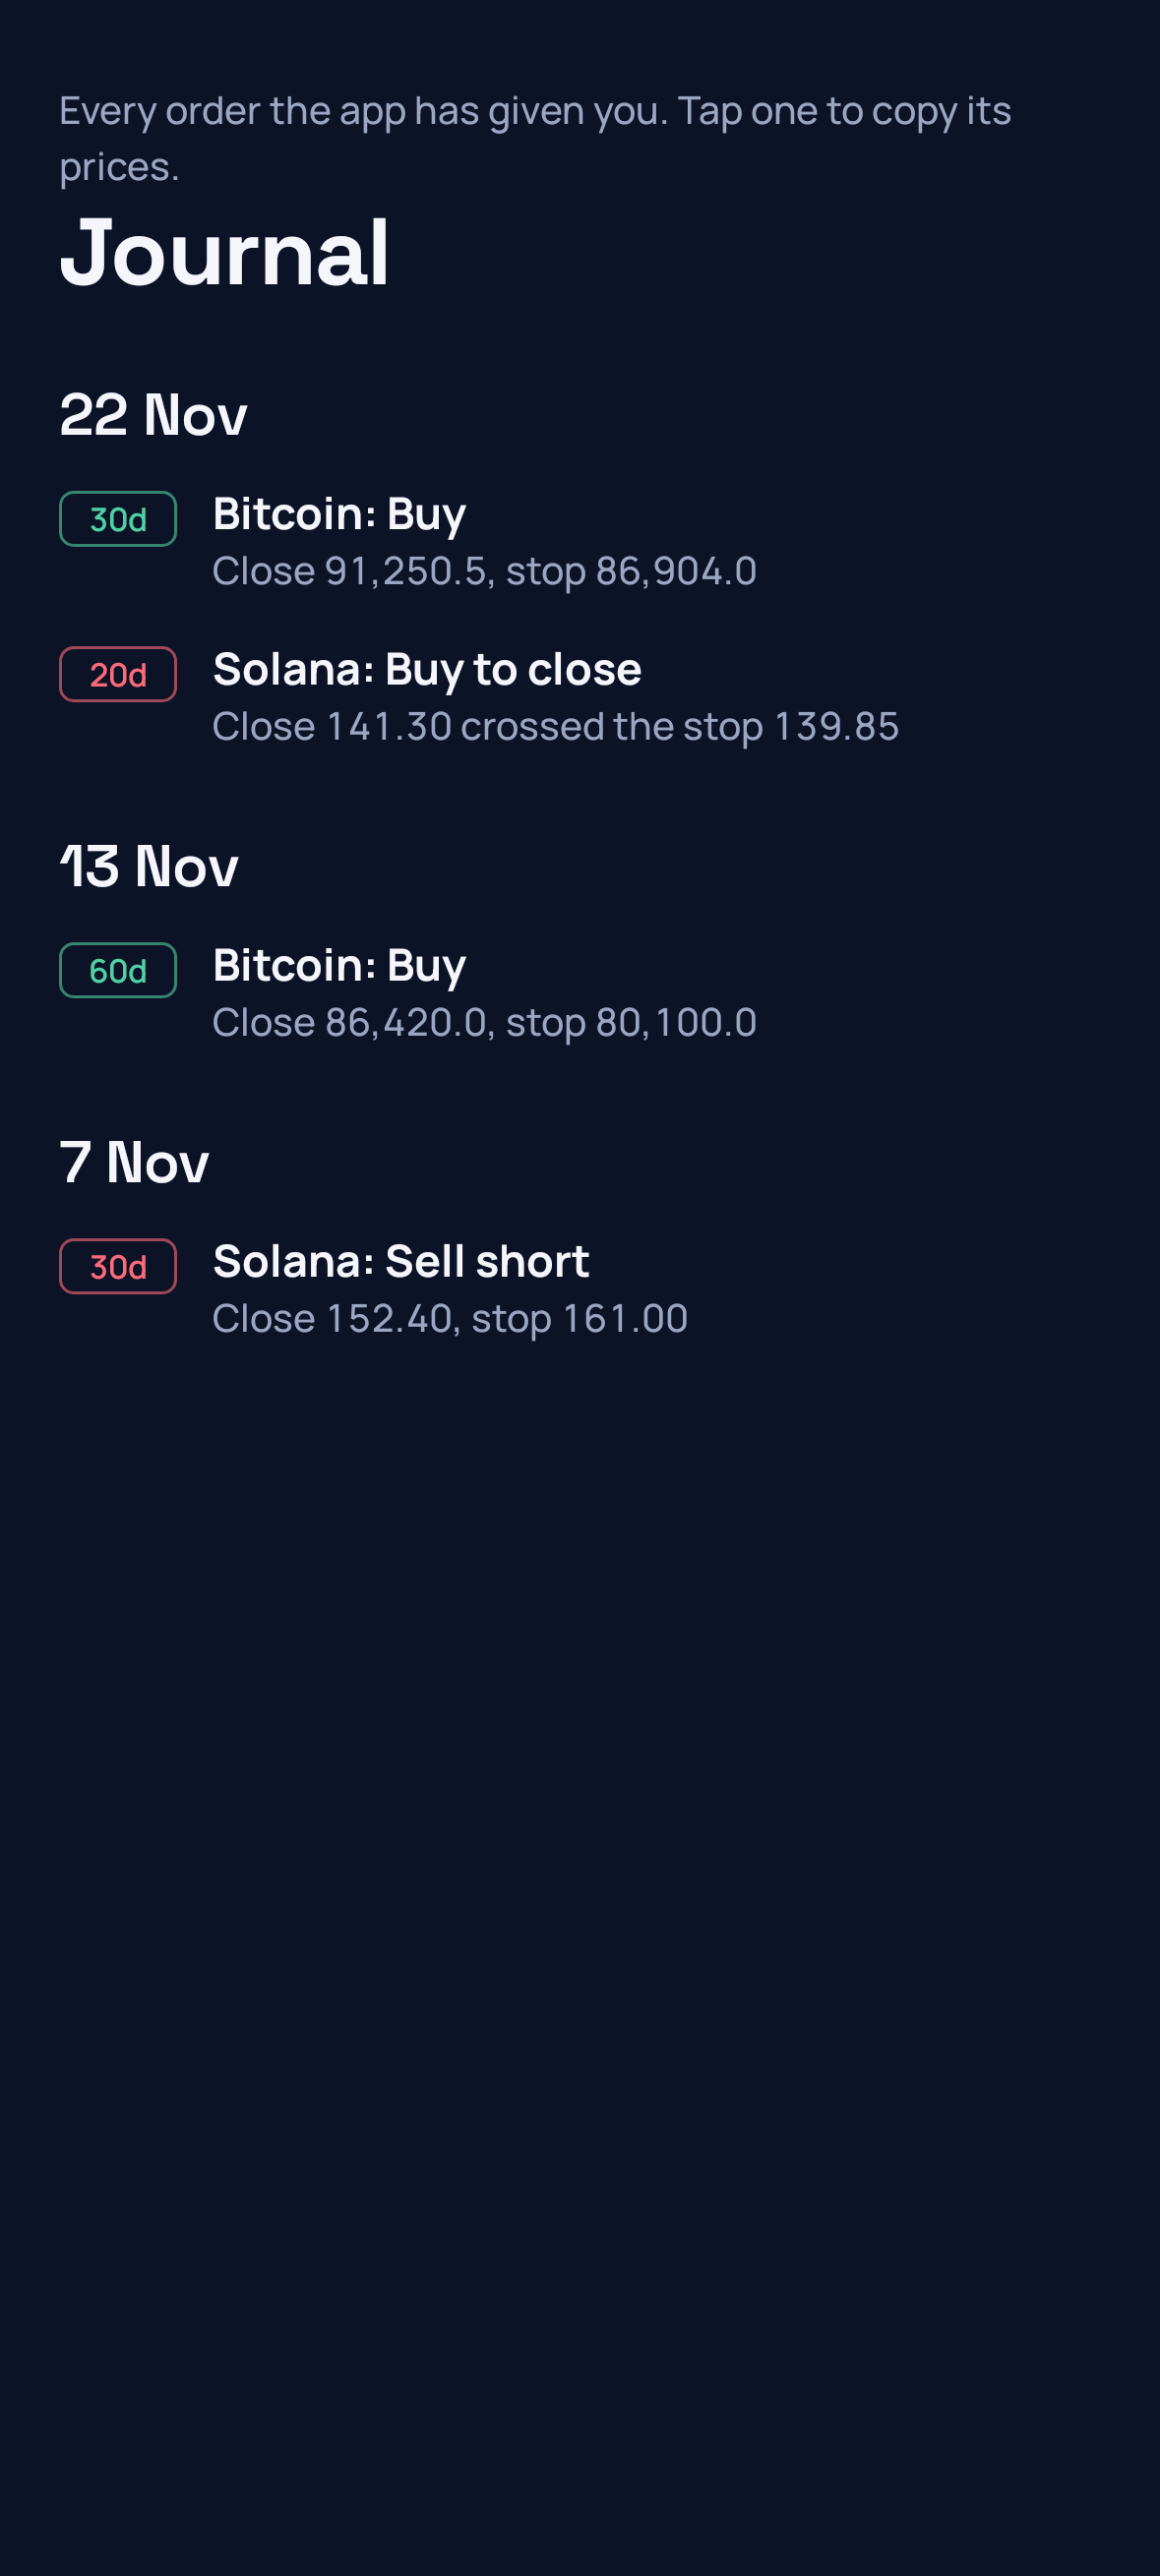 Every order the app has given you. Tap one to copy its
prices.
Journal
22 Nov
30d
Bitcoin: Buy
Close 91,250.5, stop 86,904.0
20d
Solana: Buy to close
Close 141.30 crossed the stop 139.85
13 Nov
60d
Bitcoin: Buy
Close 86,420.0, stop 80,100.0
7 Nov
30d
Solana: Sell short
Close 152.40, stop 161.00